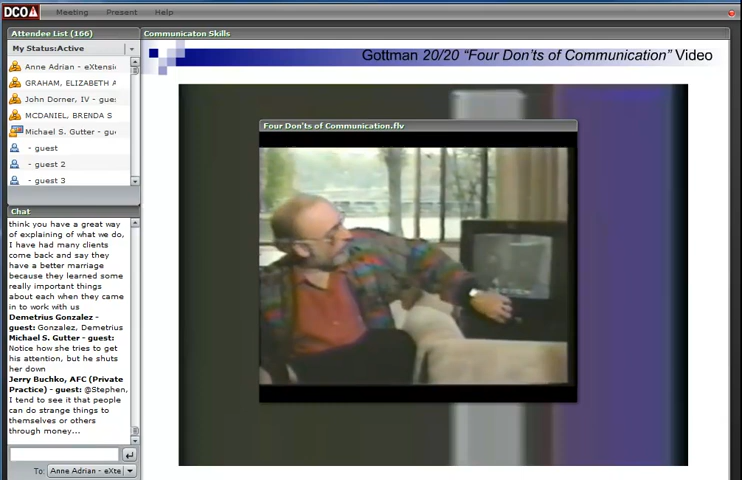 DCO Meeting Present Help
Attendee List (166)
My Status:Active
Anne Adrian - eXtensi
GRAHAM, ELIZABETH A
John Dorner, IV - gue
MCDANIEL, BRENDA S
Michael S. Gutter - gu
- guest
- guest 2
- guest 3
Chat
think you have a great way
of explaining of what we do,
I have had many clients
come back and say they
have a better marriage
because they learned some
really important things
about each when they came
in to work with us
Demetrius Gonzalez -
guest: Gonzalez, Demetrius
Michael S. Gutter - guest:
Notice how she tries to get
his attention, but he shuts
her down
Jerry Buchko, AFC (Private
Practice) - guest: @Stephen,
I tend to see it that people
can do strange things to
themselves or others
through money...
To: Anne Adrian - eXte
Communicaton Skills
Gottman 20/20 "Four Don'ts of Communication" Video
Four Don'ts of Communication.flv